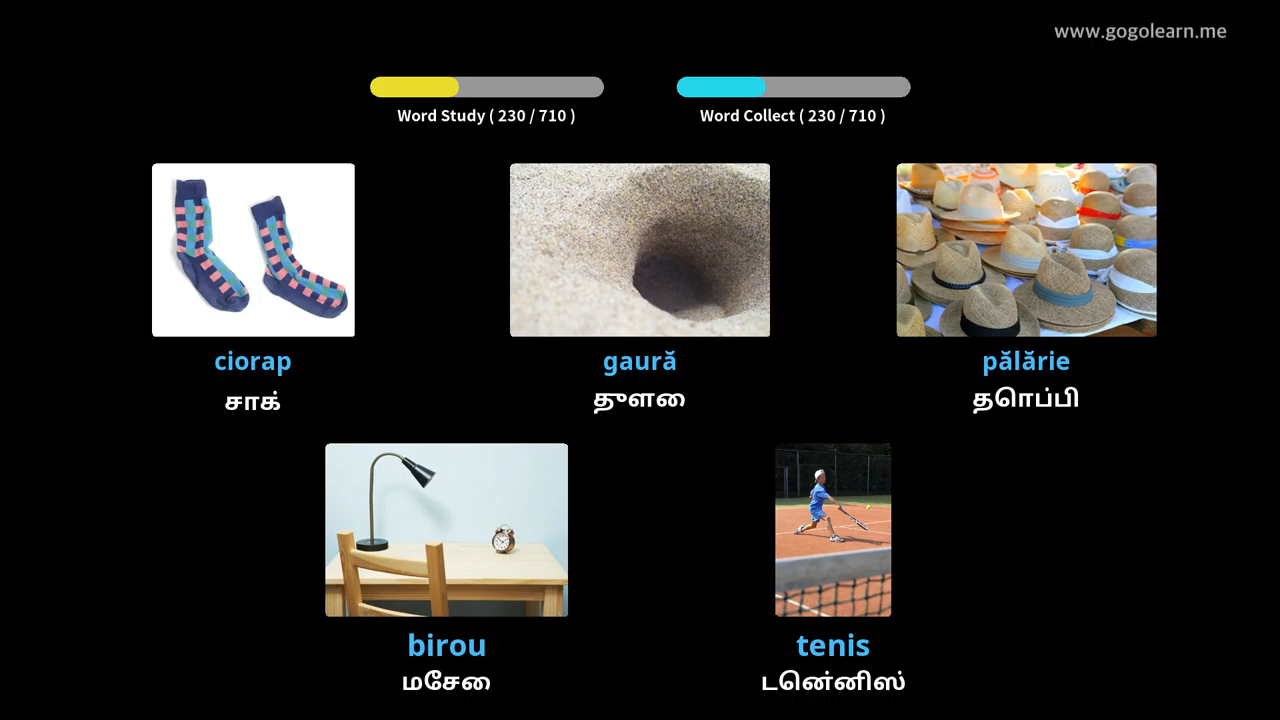 www.gogolearn.me
Word Study ( 230 / 710 )
Word Collect ( 230 / 710 )
ciorap
gaură
pălărie
சாக்
துளை
தொப்பி
birou
tenis
மேசை
டென்னிஸ்